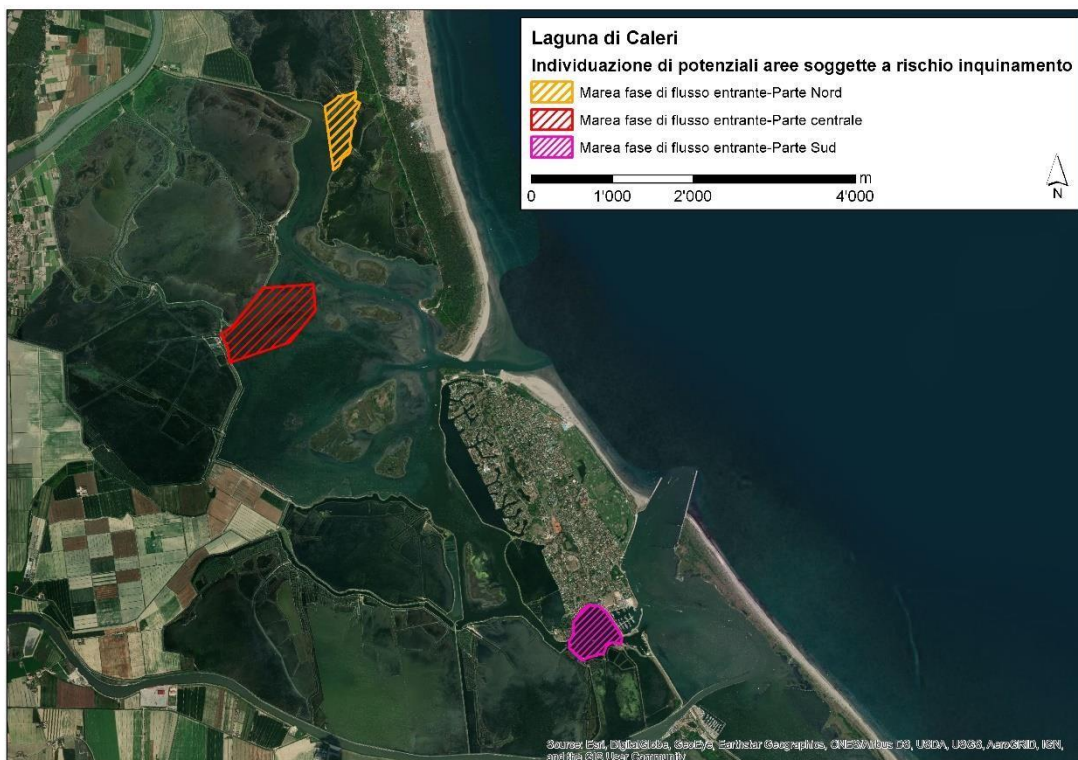 Laguna di Caleri
Individuazione di potenziali aree soggette a rischio inquinamento
Marea fase di flusso entrante-Parte Nord
Marea fase di flusso entrante-Parte centrale
Marea fase di flusso entrante-Parte Sud
m
0 1'000 2'000 4'000
N
Source: Esri, DigitalGlobe, GeoEye, Earthstar Geographics, CNES/Airbus DS, USDA, USGS, AeroGRID, IGN,
and the GIS User Community